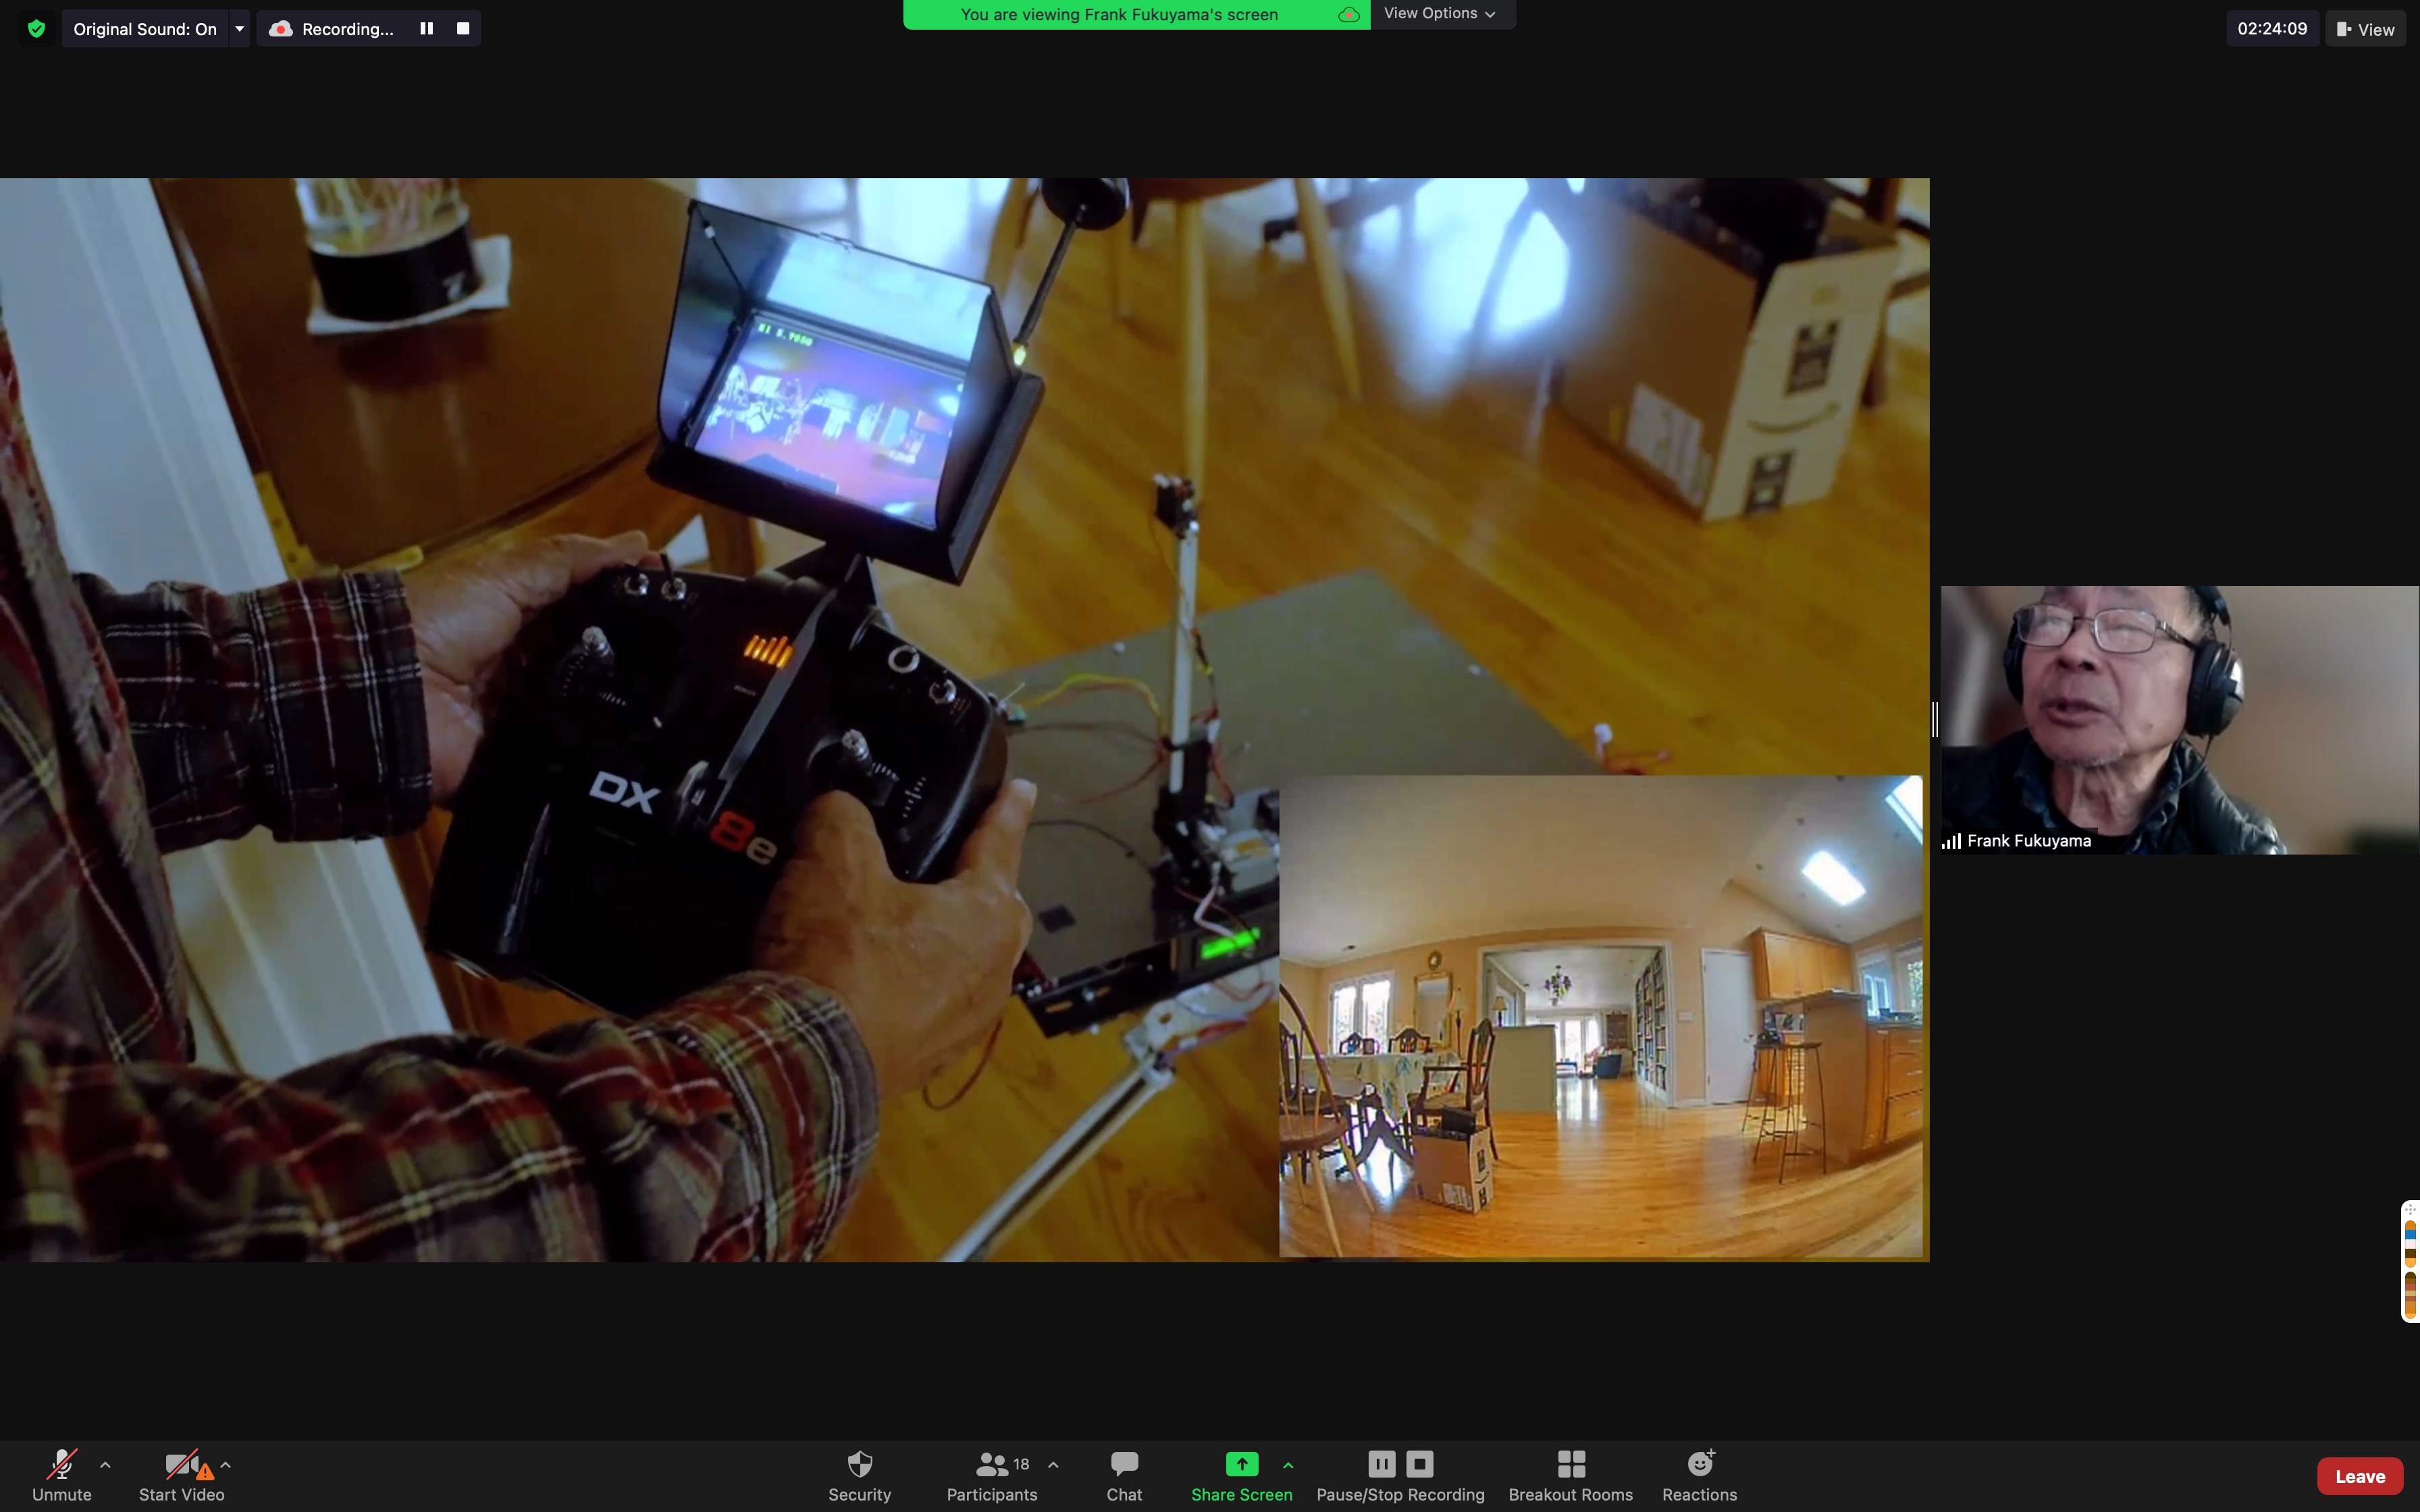 Original Sound: On
Recording...
You are viewing Frank Fukuyama's screen
View Options
02:24:09
View
DX
8e
Frank Fukuyama
Unmute
Start Video
Security
Participants
18
Chat
Share Screen
Pause/Stop Recording
Breakout Rooms
Reactions
Leave